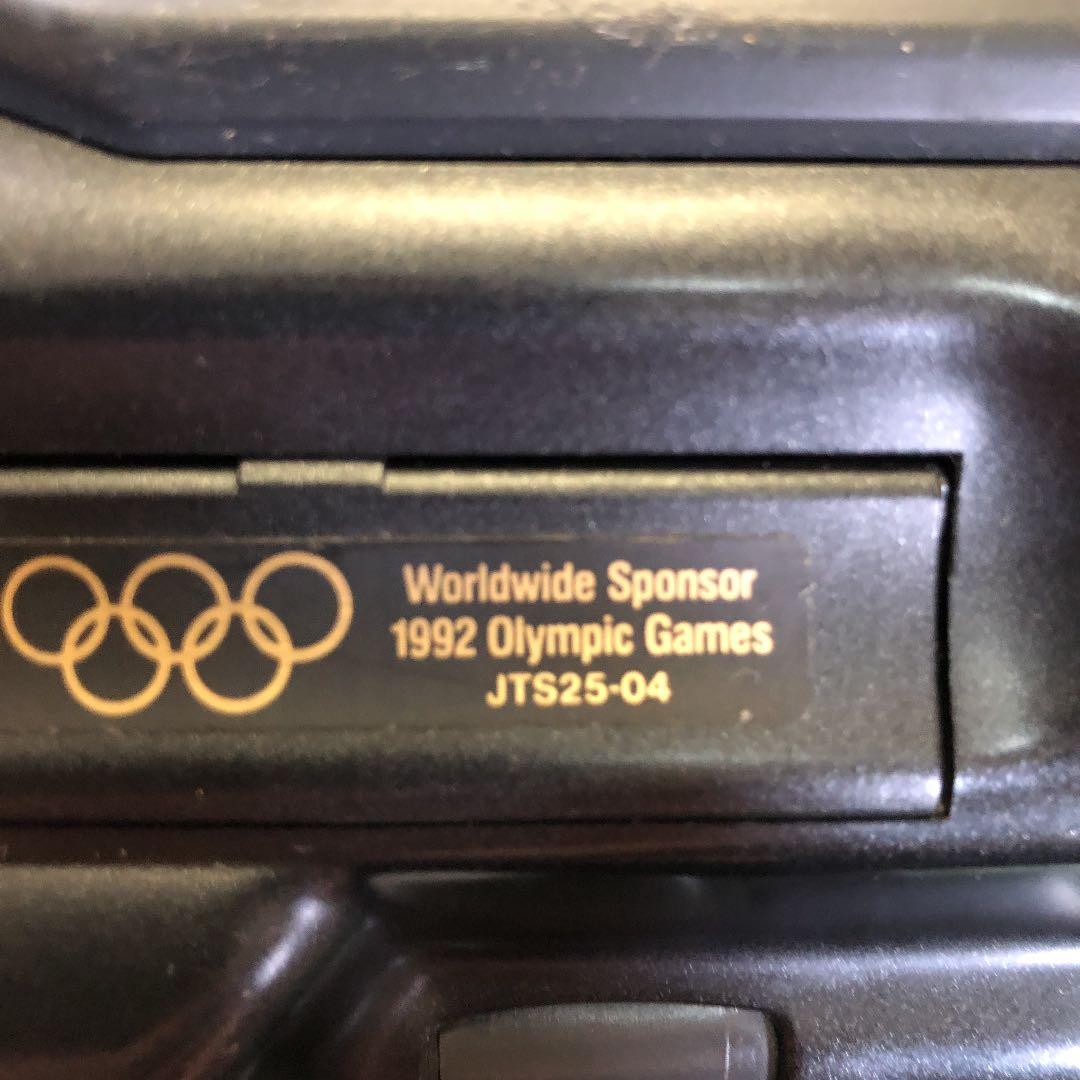 Worldwide Sponsor
1992 Olympic Games
JTS25-04